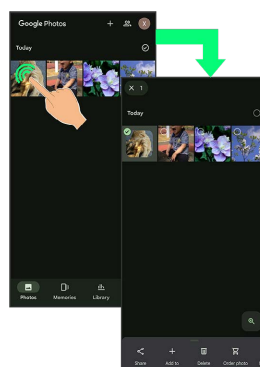 Google Photos + X
Today
Photos Memories Library
X 1
Today
Share Add to Delete Order photo